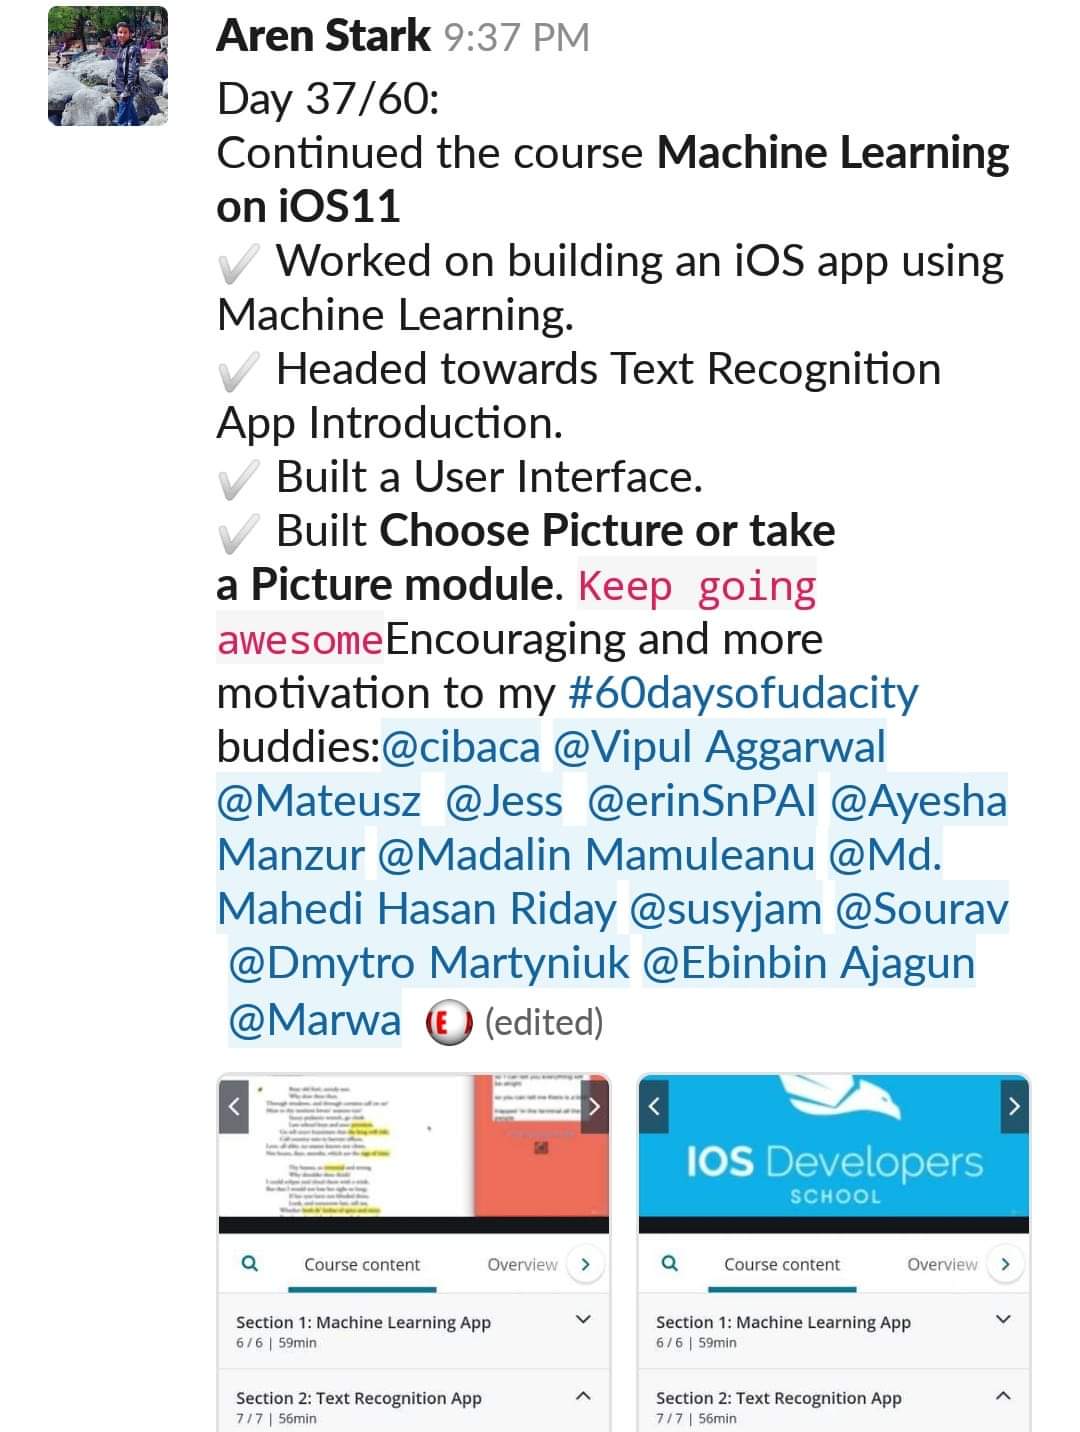 Aren Stark 9:37 PM
Day 37/60:
Continued the course Machine Learning
on iOS11
✔ Worked on building an iOS app using
Machine Learning.
✔ Headed towards Text Recognition
App Introduction.
✔ Built a User Interface.
✔ Built Choose Picture or take
a Picture module. Keep going
awesomeEncouraging and more
motivation to my #60daysofudacity
buddies:@cibaca @Vipul Aggarwal
@Mateusz @Jess @erinSnPAI @Ayesha
Manzur @Madalin Mamuleanu @Md.
Mahedi Hasan Riday @susyjam @Sourav
@Dmytro Martyniuk @Ebinbin Ajagun
@Marwa (edited)
IOS Developers
SCHOOL
Course content Overview
Section 1: Machine Learning App
6 / 6 | 59min
Section 2: Text Recognition App
7 / 7 | 56min
Course content Overview
Section 1: Machine Learning App
6 / 6 | 59min
Section 2: Text Recognition App
7 / 7 | 56min